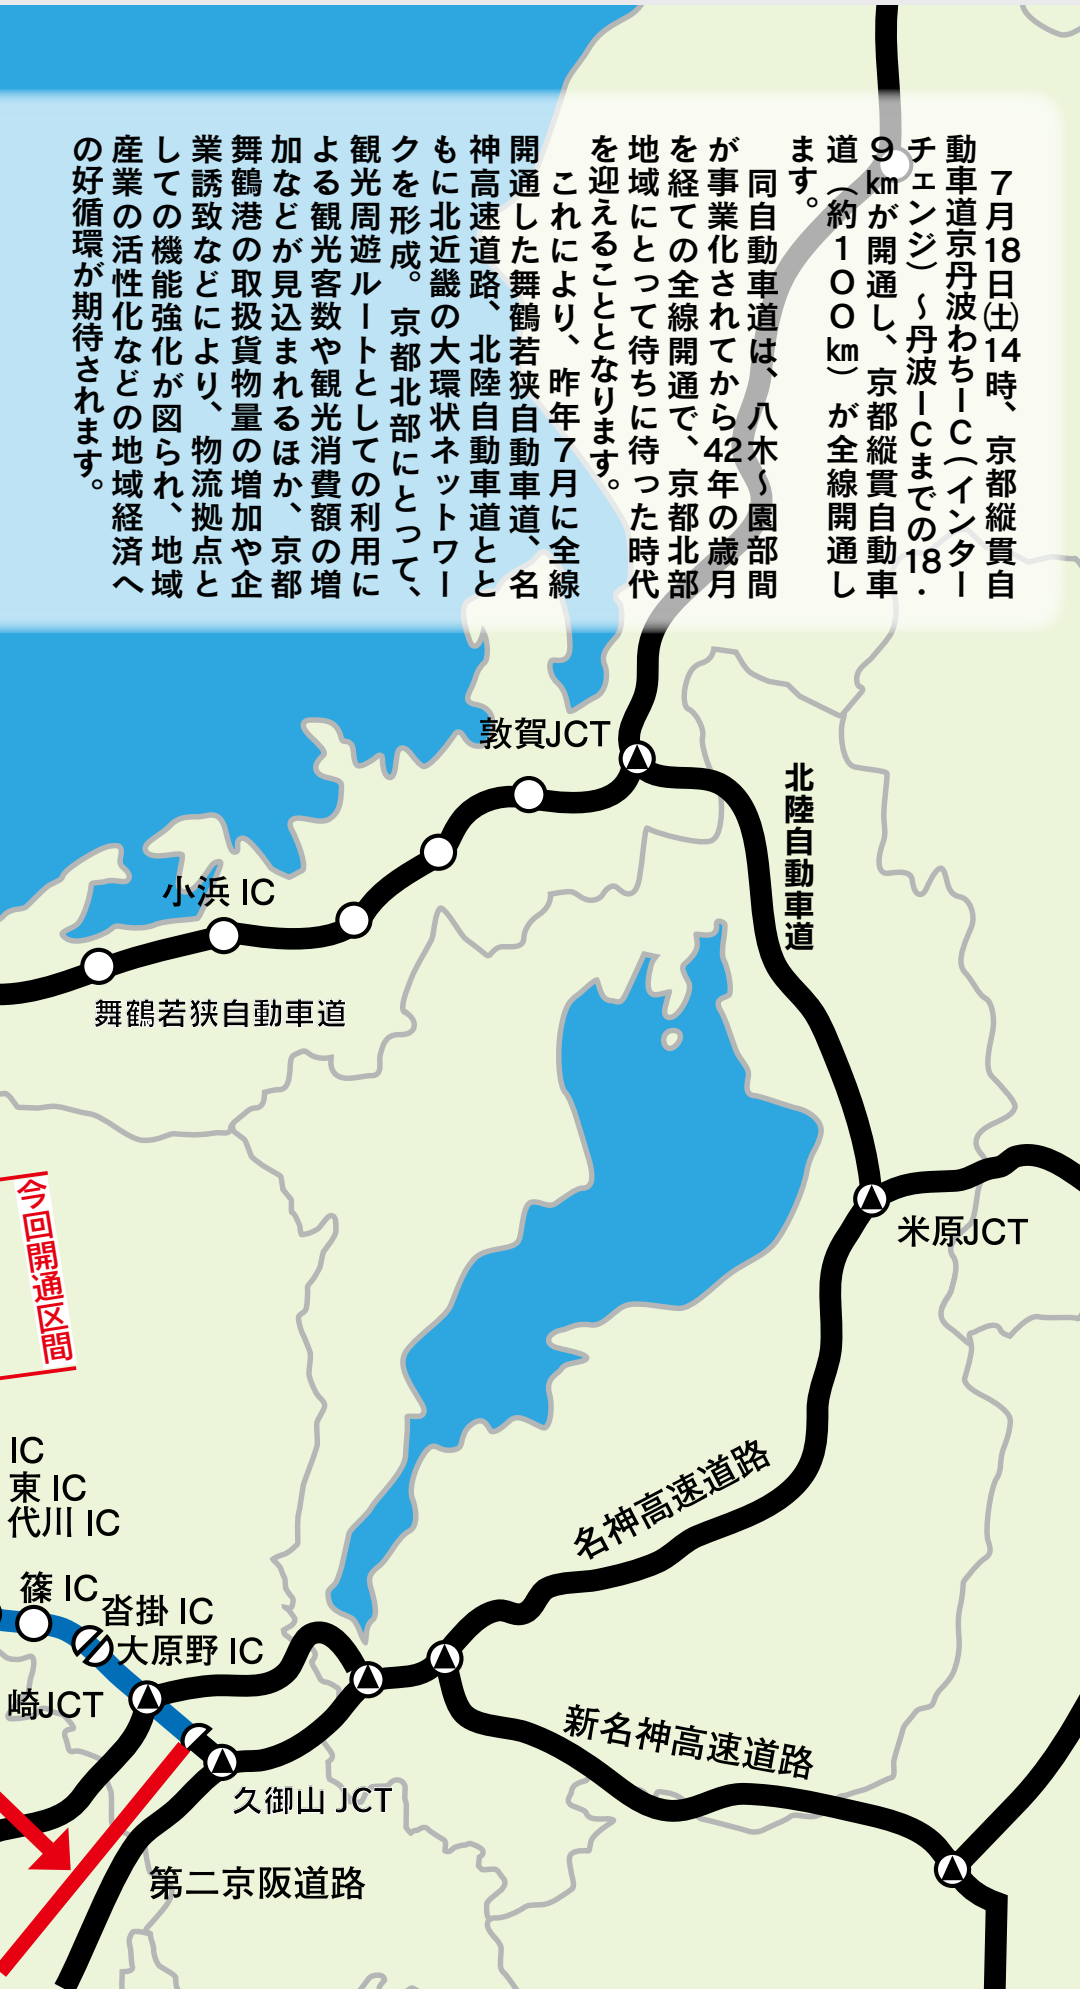 ７月18日㈯14時、京都縦貫自
動車道京丹波わちＩＣ（インター
チェンジ）～丹波ＩＣまでの18．
９㎞が開通し、京都縦貫自動車
道（約１００㎞）が全線開通し
ます。
同自動車道は、八木～園部間
が事業化されてから42年の歳月
を経ての全線開通で、京都北部
地域にとって待ちに待った時代
を迎えることとなります。
これにより、昨年７月に全線
開通した舞鶴若狭自動車道、名
神高速道路、北陸自動車道とと
もに北近畿の大環状ネットワー
クを形成。京都北部にとって、
観光周遊ルートとしての利用に
よる観光客数や観光消費額の増
加などが見込まれるほか、京都
舞鶴港の取扱貨物量の増加や企
業誘致などにより、物流拠点と
しての機能強化が図られ、地域
産業の活性化などの地域経済へ
の好循環が期待されます。
敦賀JCT
北陸自動車道
小浜 IC
舞鶴若狭自動車道
今回開通区間
米原JCT
IC
東 IC
代川 IC
名神高速道路
篠 IC
沓掛 IC
大原野 IC
崎JCT
新名神高速道路
久御山 JCT
第二京阪道路